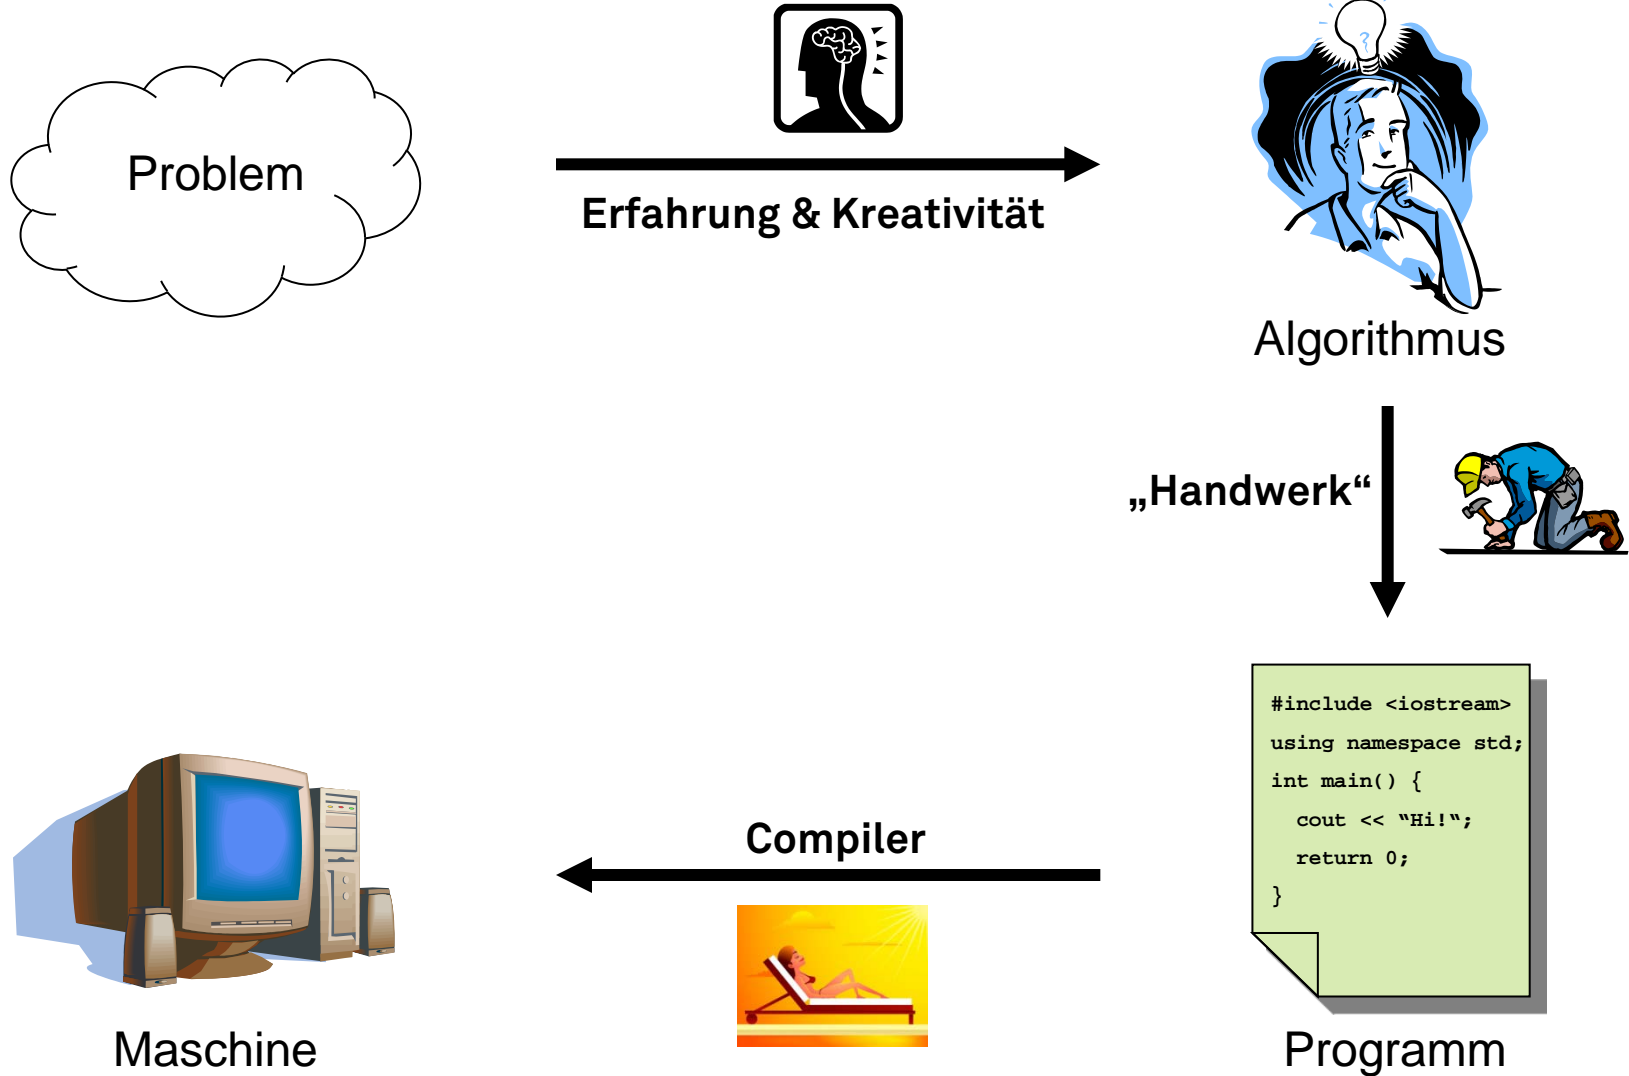 Problem
Erfahrung & Kreativität
?
Algorithmus
„Handwerk“
#include <iostream>
using namespace std;
int main() {
cout << “Hi!“;
return 0;
}
Compiler
Maschine
Programm